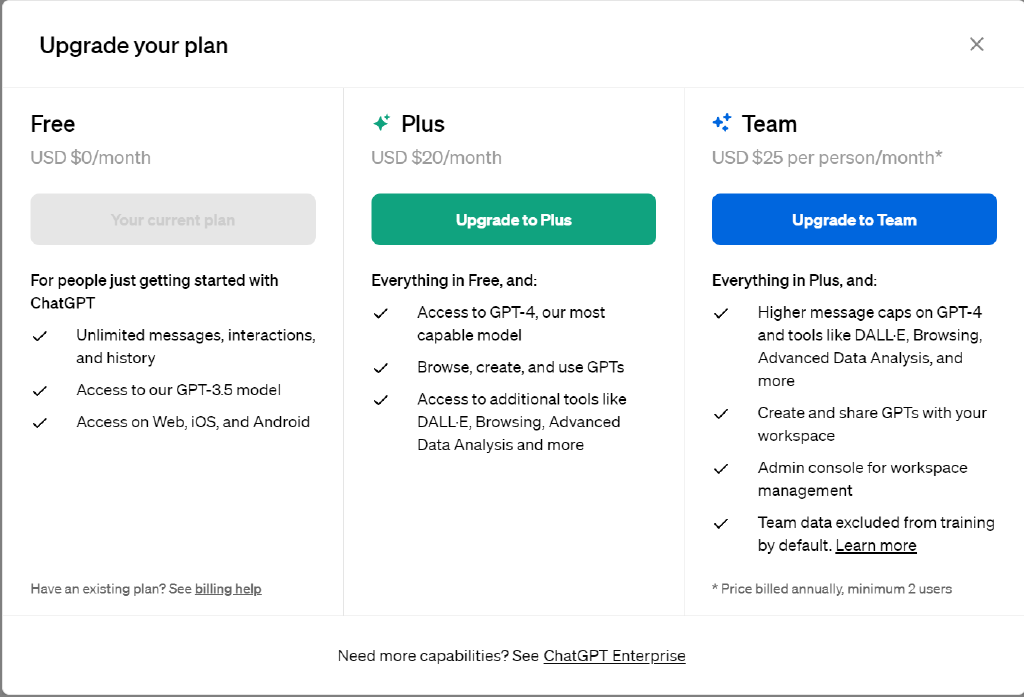 Upgrade your plan
Free
USD $0/month
Your current plan
For people just getting started with
ChatGPT
Unlimited messages, interactions,
and history
Access to our GPT-3.5 model
Access on Web, iOS, and Android
Have an existing plan? See billing help
Plus
USD $20/month
Upgrade to Plus
Everything in Free, and:
Access to GPT-4, our most
capable model
Browse, create, and use GPTs
Access to additional tools like
DALL·E, Browsing, Advanced
Data Analysis and more
Team
USD $25 per person/month*
Upgrade to Team
Everything in Plus, and:
Higher message caps on GPT-4
and tools like DALL·E, Browsing,
Advanced Data Analysis, and
more
Create and share GPTs with your
workspace
Admin console for workspace
management
Team data excluded from training
by default. Learn more
* Price billed annually, minimum 2 users
Need more capabilities? See ChatGPT Enterprise